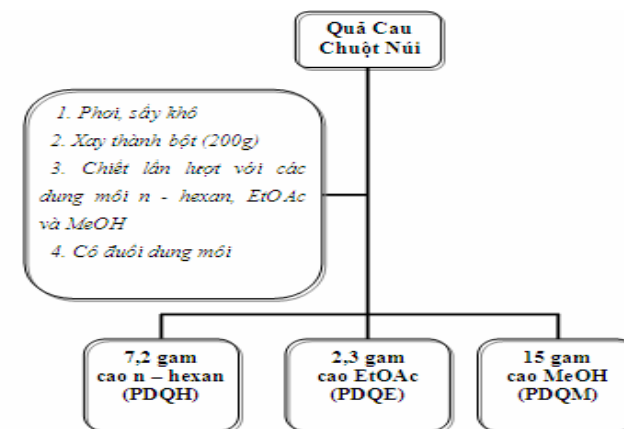 Quả Cau
Chuột Núi
1. Phơi, sấy khô
2. Xay thành bột (200g)
3. Chiết lần lượt với các
dung môi n - hexan, EtOAc
và MeOH
4. Cô đuổi dung môi
7,2 gam
cao n – hexan
(PDQH)
2,3 gam
cao EtOAc
(PDQE)
15 gam
cao MeOH
(PDQM)